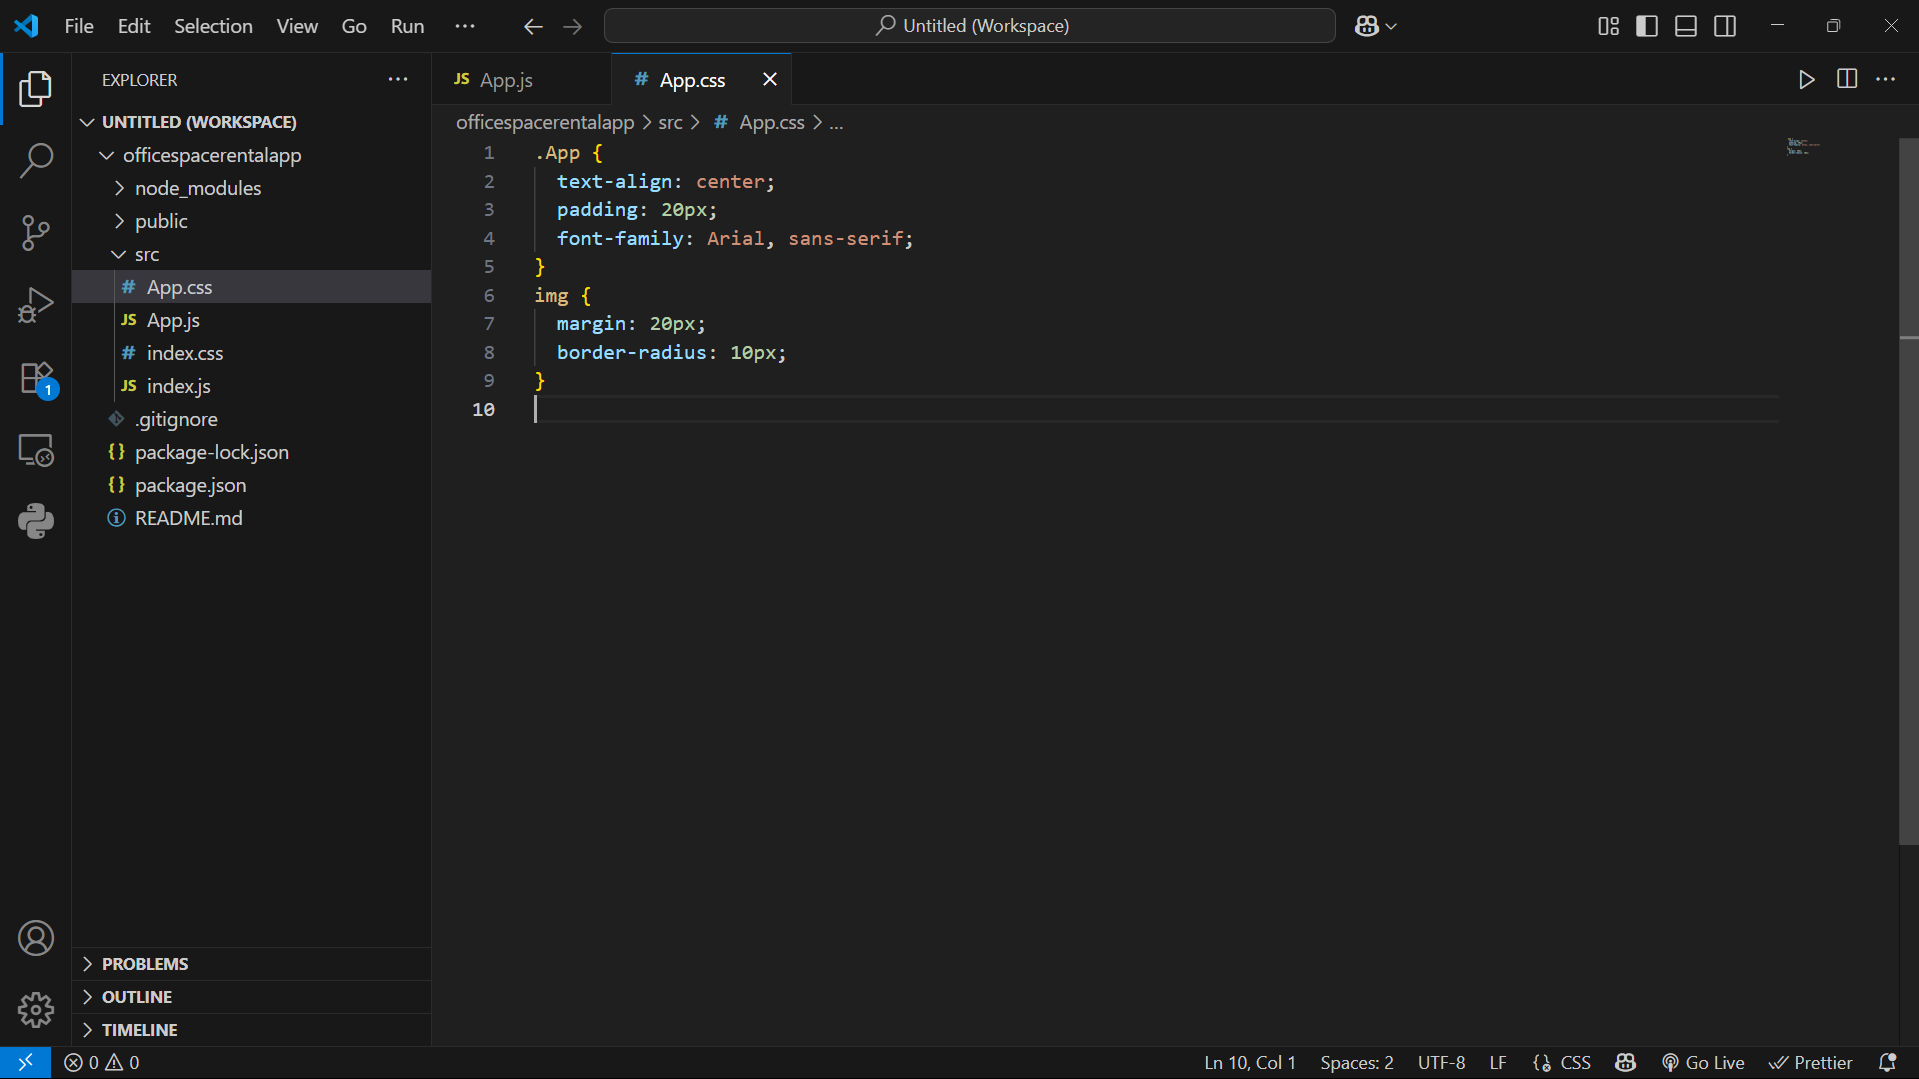 File Edit Selection View Go Run
Untitled (Workspace)
EXPLORER
UNTITLED (WORKSPACE)
officespacerentalapp
node_modules
public
src
# App.css
JS App.js
# index.css
JS index.js
.gitignore
{} package-lock.json
{} package.json
README.md
PROBLEMS
OUTLINE
TIMELINE
JS App.js
# App.css
officespacerentalapp > src > # App.css > ...
1 .App {
2 text-align: center;
3 padding: 20px;
4 font-family: Arial, sans-serif;
5 }
6 img {
7 margin: 20px;
8 border-radius: 10px;
9 }
10
1
0 0
Ln 10, Col 1 Spaces: 2 UTF-8 LF CSS Go Live Prettier